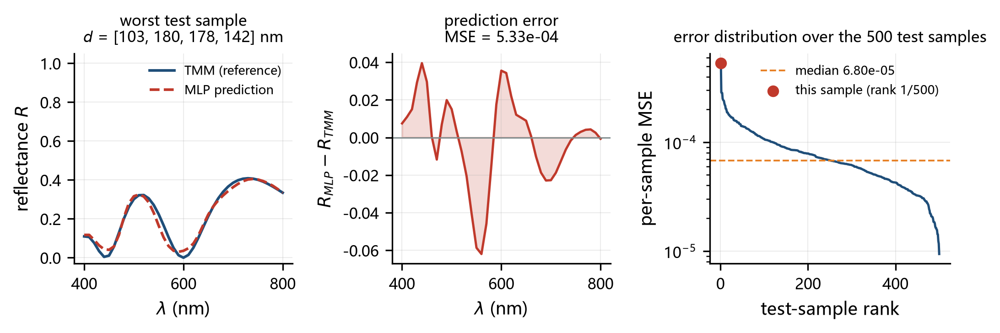 worst test sample
d = [103, 180, 178, 142] nm
TMM (reference)
MLP prediction
1.0
0.8
0.6
0.4
0.2
0.0
reflectance R
400
600
800
λ (nm)
prediction error
MSE = 5.33e-04
0.04
0.02
0.00
-0.02
-0.04
-0.06
R_MLP − R_TMM
400
600
800
λ (nm)
error distribution over the 500 test samples
median 6.80e-05
this sample (rank 1/500)
10⁻⁴
10⁻⁵
per-sample MSE
0
200
400
test-sample rank